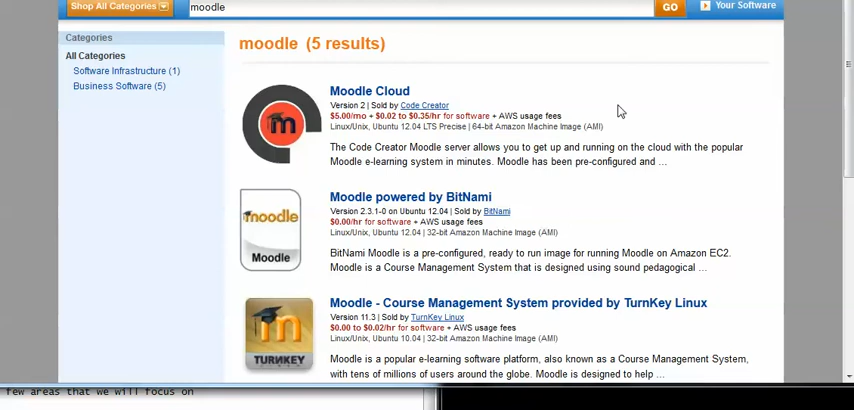 Shop All Categories
moodle
GO
Your Software
Categories
All Categories
Software Infrastructure (1)
Business Software (5)
moodle (5 results)
Moodle Cloud
Version 2 | Sold by Code Creator
$5.00/mo + $0.02 to $0.35/hr for software + AWS usage fees
Linux/Unix, Ubuntu 12.04 LTS Precise | 64-bit Amazon Machine Image (AMI)
The Code Creator Moodle server allows you to get up and running on the cloud with the popular
Moodle e-learning system in minutes. Moodle has been pre-configured and ...
m
moodle
Moodle
Moodle powered by BitNami
Version 2.3.1-0 on Ubuntu 12.04 | Sold by BitNami
$0.00/hr for software + AWS usage fees
Linux/Unix, Ubuntu 12.04 | 32-bit Amazon Machine Image (AMI)
BitNami Moodle is a pre-configured, ready to run image for running Moodle on Amazon EC2.
Moodle is a Course Management System that is designed using sound pedagogical ...
m
TURNKEY
Moodle - Course Management System provided by TurnKey Linux
Version 11.3 | Sold by TurnKey Linux
$0.00 to $0.02/hr for software + AWS usage fees
Linux/Unix, Ubuntu 10.04 | 32-bit Amazon Machine Image (AMI)
Moodle is a popular e-learning software platform, also known as a Course Management System,
with tens of millions of users around the globe. Moodle is designed to help ...
few areas that we will focus on